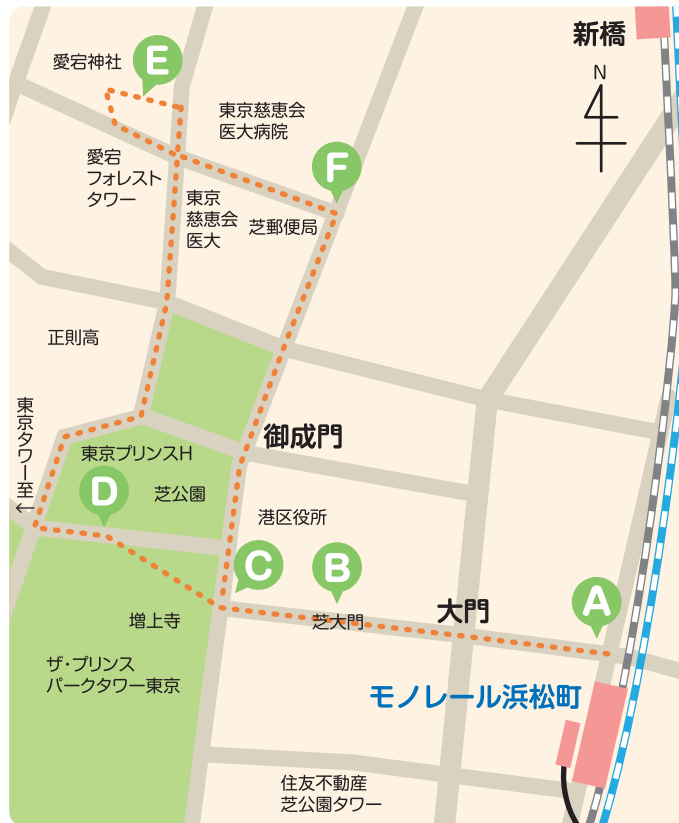 新橋
N
愛宕神社
E
東京慈恵会
医大病院
F
愛宕
フォレスト
タワー
東京
慈恵会
医大
芝郵便局
正則高
東京タワー至←
御成門
東京プリンスH
D
芝公園
港区役所
C
B
A
増上寺
芝大門
大門
ザ・プリンス
パークタワー東京
モノレール浜松町
住友不動産
芝公園タワー